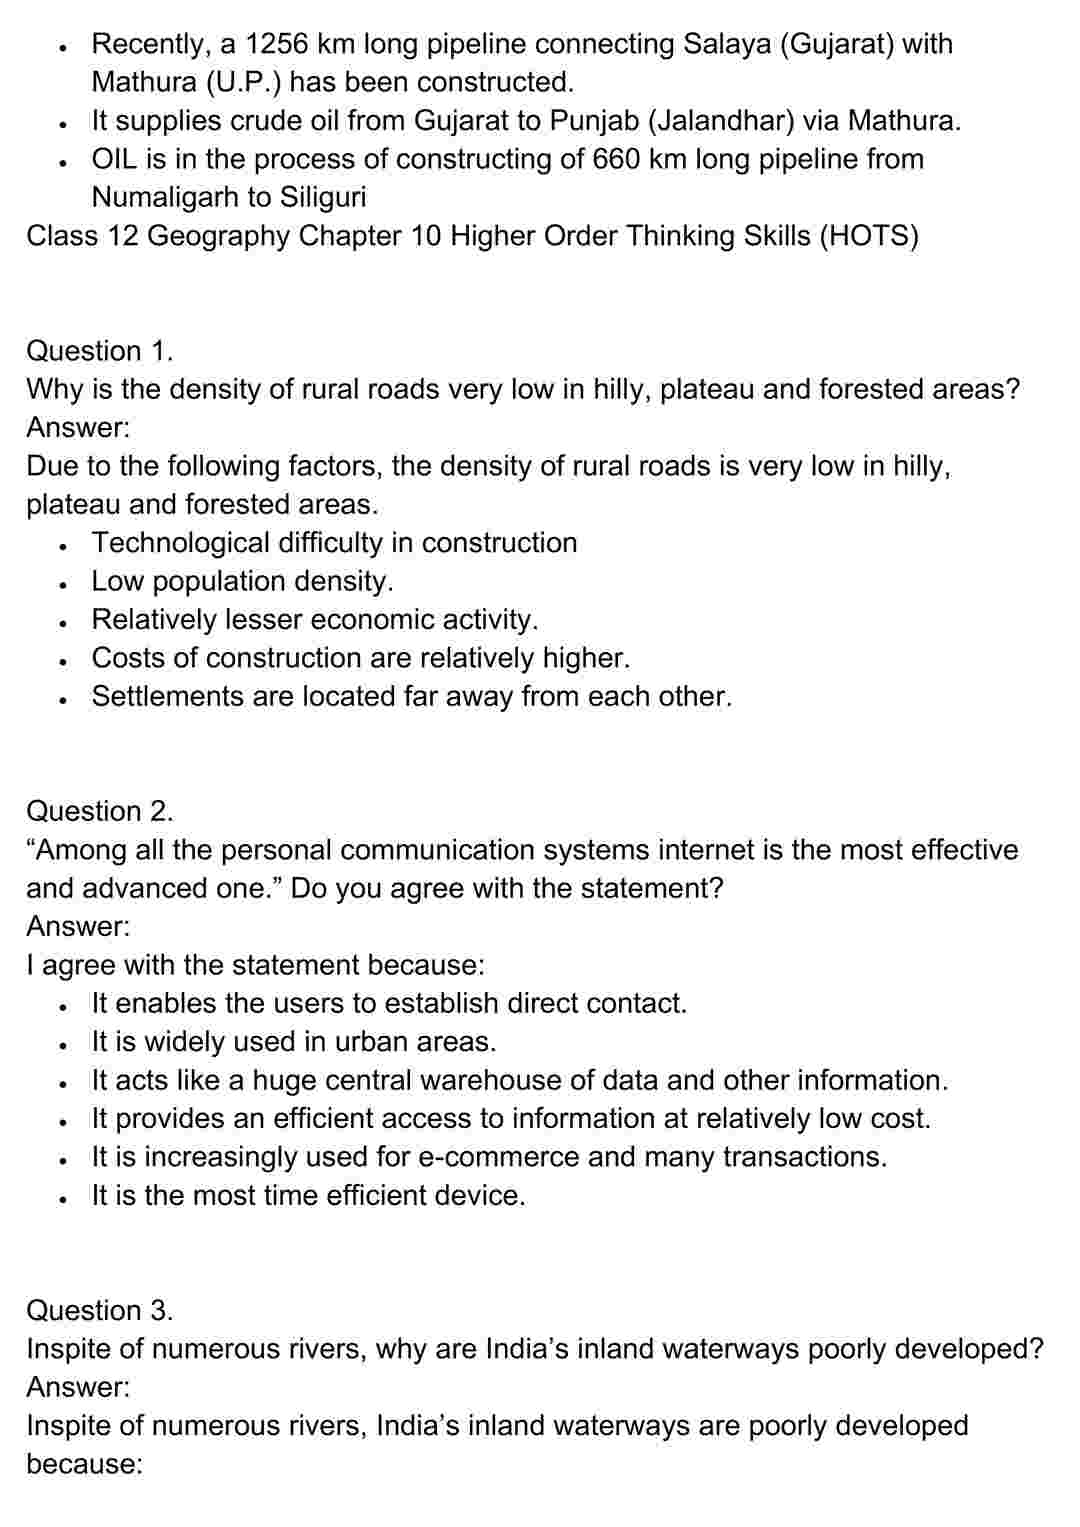 • Recently, a 1256 km long pipeline connecting Salaya (Gujarat) with
Mathura (U.P.) has been constructed.
• It supplies crude oil from Gujarat to Punjab (Jalandhar) via Mathura.
• OIL is in the process of constructing of 660 km long pipeline from
Numaligarh to Siliguri
Class 12 Geography Chapter 10 Higher Order Thinking Skills (HOTS)
Question 1.
Why is the density of rural roads very low in hilly, plateau and forested areas?
Answer:
Due to the following factors, the density of rural roads is very low in hilly,
plateau and forested areas.
• Technological difficulty in construction
• Low population density.
• Relatively lesser economic activity.
• Costs of construction are relatively higher.
• Settlements are located far away from each other.
Question 2.
“Among all the personal communication systems internet is the most effective
and advanced one.” Do you agree with the statement?
Answer:
I agree with the statement because:
• It enables the users to establish direct contact.
• It is widely used in urban areas.
• It acts like a huge central warehouse of data and other information.
• It provides an efficient access to information at relatively low cost.
• It is increasingly used for e-commerce and many transactions.
• It is the most time efficient device.
Question 3.
Inspite of numerous rivers, why are India’s inland waterways poorly developed?
Answer:
Inspite of numerous rivers, India’s inland waterways are poorly developed
because: